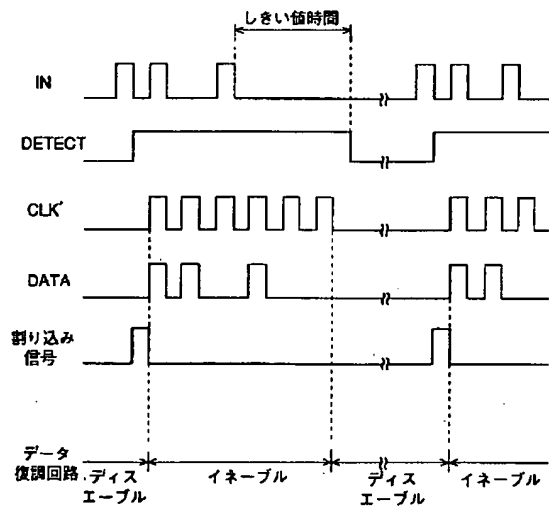 しきい値時間
IN
DETECT
CLK'
DATA
割り込み
信号
データ
復調回路
ディス
エーブル
イネーブル
ディス
エーブル
イネーブル